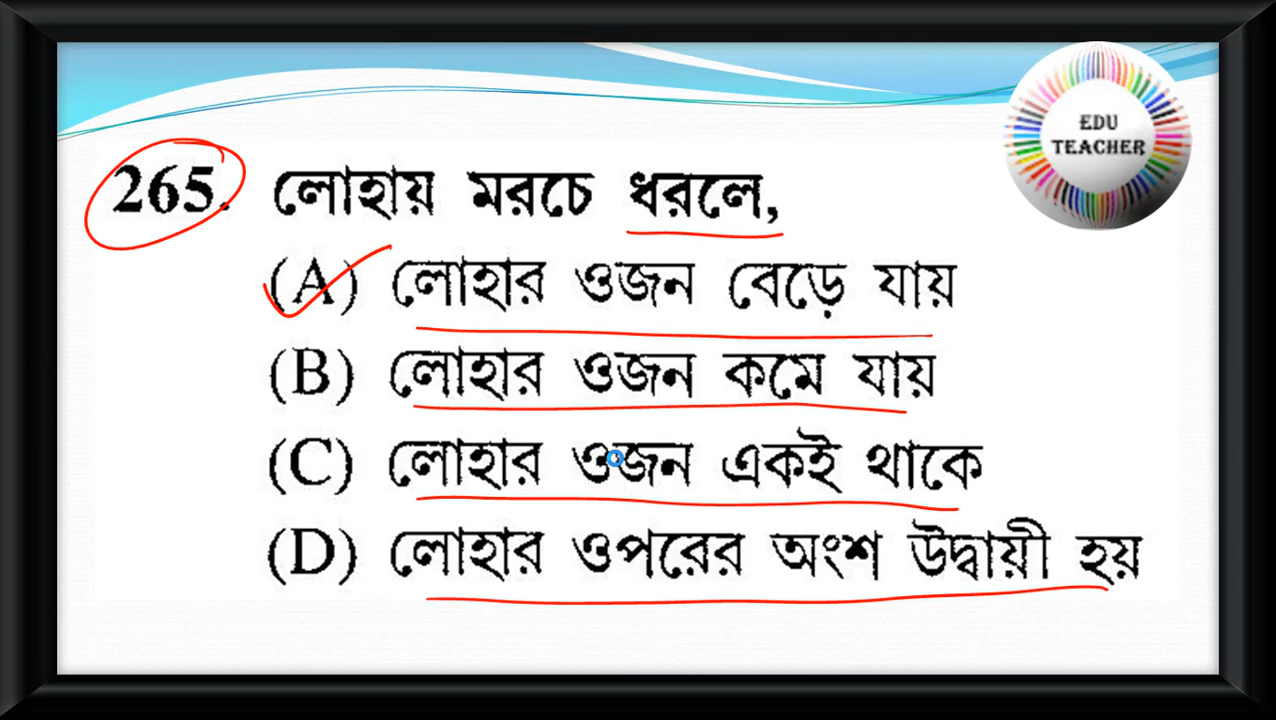 EDU
TEACHER
265. লোহায় মরচে ধরলে,
(A) লোহার ওজন বেড়ে যায়
(B) লোহার ওজন কমে যায়
(C) লোহার ওজন একই থাকে
(D) লোহার ওপরের অংশ উদ্বায়ী হয়